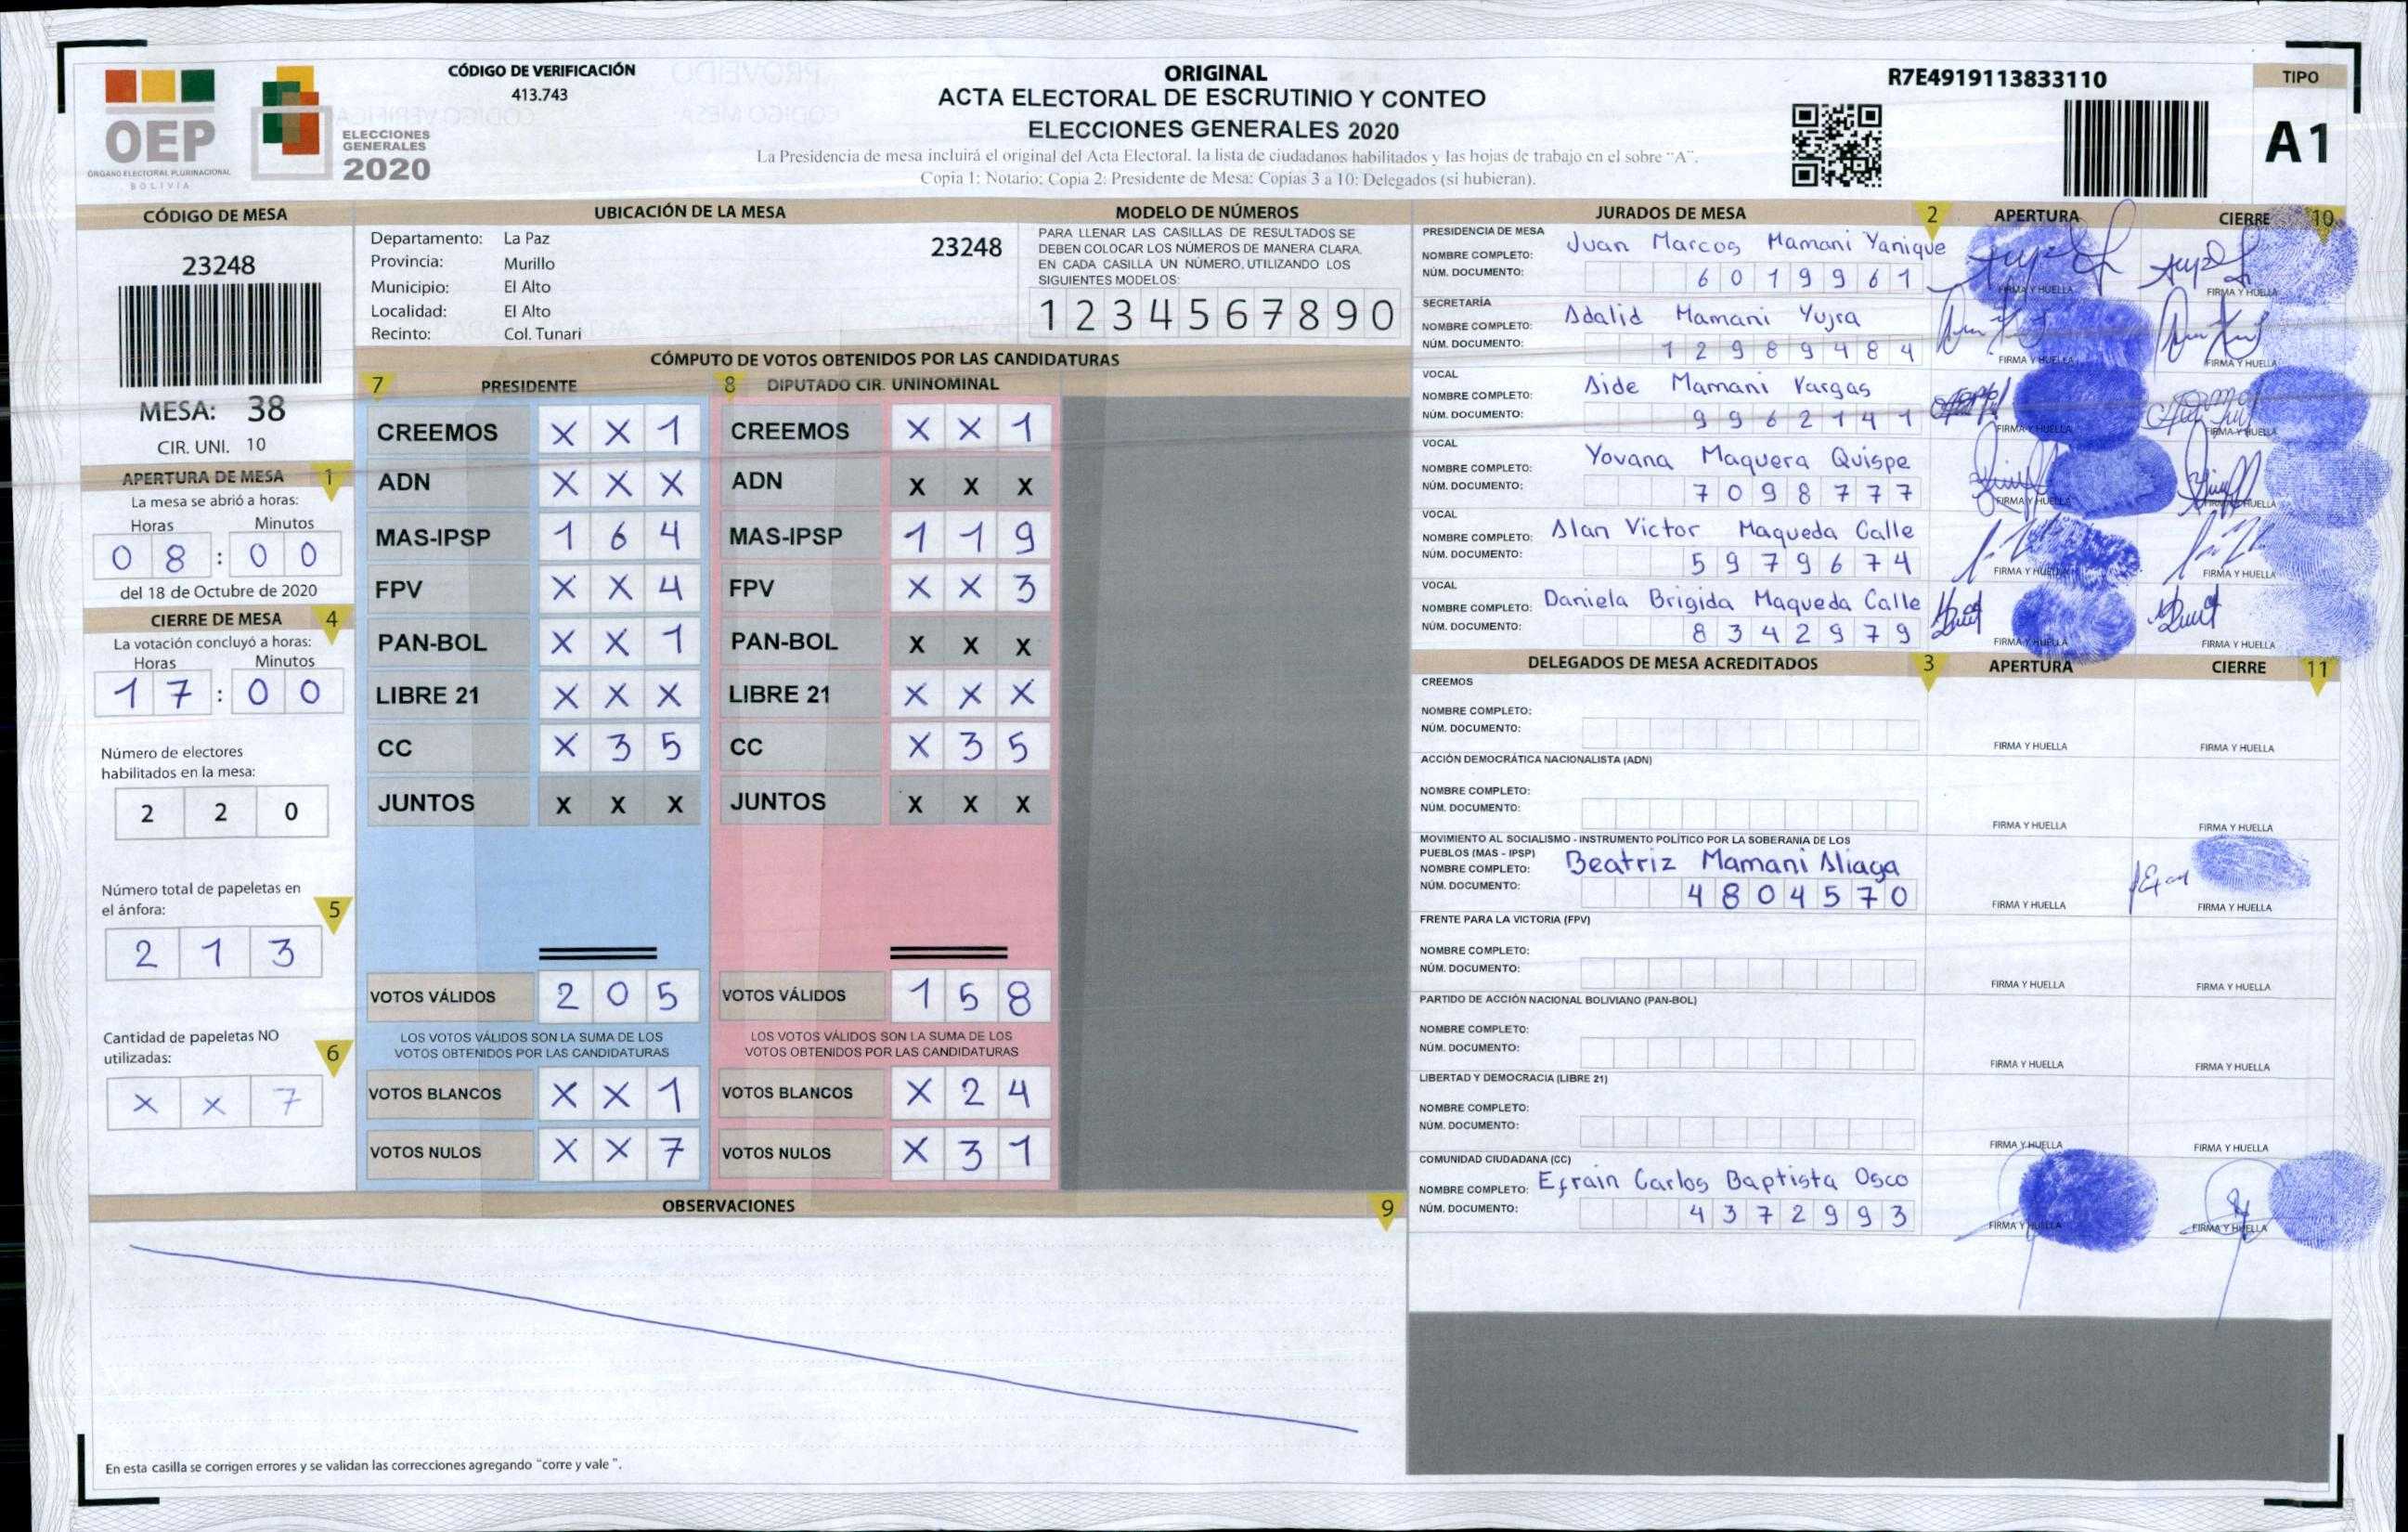 OEP
ÓRGANO ELECTORAL PLURINACIONAL
BOLIVIA
ELECCIONES
GENERALES
2020
CÓDIGO DE VERIFICACIÓN
413.743
ORIGINAL
ACTA ELECTORAL DE ESCRUTINIO Y CONTEO
ELECCIONES GENERALES 2020
La Presidencia de mesa incluirá el original del Acta Electoral, la lista de ciudadanos habilitados y las hojas de trabajo en el sobre "A".
Copia 1: Notario; Copia 2: Presidente de Mesa; Copias 3 a 10: Delegados (si hubieran).
R7E4919113833110
TIPO
A1
CÓDIGO DE MESA
23248
MESA: 38
CIR. UNI. 10
APERTURA DE MESA 1
La mesa se abrió a horas:
Horas Minutos
0 8 : 0 0
del 18 de Octubre de 2020
CIERRE DE MESA 4
La votación concluyó a horas:
Horas Minutos
1 7 : 0 0
Número de electores
habilitados en la mesa:
2 2 0
Número total de papeletas en
el ánfora: 5
2 1 3
Cantidad de papeletas NO
utilizadas: 6
X X 7
UBICACIÓN DE LA MESA
Departamento: La Paz
Provincia: Murillo
Municipio: El Alto
Localidad: El Alto
Recinto: Col. Tunari
23248
MODELO DE NÚMEROS
PARA LLENAR LAS CASILLAS DE RESULTADOS SE
DEBEN COLOCAR LOS NÚMEROS DE MANERA CLARA.
EN CADA CASILLA UN NÚMERO, UTILIZANDO LOS
SIGUIENTES MODELOS:
1 2 3 4 5 6 7 8 9 0
CÓMPUTO DE VOTOS OBTENIDOS POR LAS CANDIDATURAS
7 PRESIDENTE
CREEMOS X X 1
ADN X X X
MAS-IPSP 1 6 4
FPV X X 4
PAN-BOL X X 1
LIBRE 21 X X X
CC X 3 5
JUNTOS X X X
VOTOS VÁLIDOS 2 0 5
LOS VOTOS VÁLIDOS SON LA SUMA DE LOS
VOTOS OBTENIDOS POR LAS CANDIDATURAS
VOTOS BLANCOS X X 1
VOTOS NULOS X X 7
8 DIPUTADO CIR. UNINOMINAL
CREEMOS X X 1
ADN X X X
MAS-IPSP 1 1 9
FPV X X 3
PAN-BOL X X X
LIBRE 21 X X X
CC X 3 5
JUNTOS X X X
VOTOS VÁLIDOS 1 5 8
LOS VOTOS VÁLIDOS SON LA SUMA DE LOS
VOTOS OBTENIDOS POR LAS CANDIDATURAS
VOTOS BLANCOS X 2 4
VOTOS NULOS X 3 1
OBSERVACIONES 9
En esta casilla se corrigen errores y se validan las correcciones agregando "corre y vale".
JURADOS DE MESA 2 APERTURA CIERRE 10
PRESIDENCIA DE MESA
NOMBRE COMPLETO: Juan Marcos Mamani Yanique
NÚM. DOCUMENTO: 6 0 1 9 9 6 1
FIRMA Y HUELLA FIRMA Y HUELLA
SECRETARÍA
NOMBRE COMPLETO: Adalid Mamani Yujra
NÚM. DOCUMENTO: 1 2 9 8 9 4 8 4
FIRMA Y HUELLA FIRMA Y HUELLA
VOCAL
NOMBRE COMPLETO: Aide Mamani Vargas
NÚM. DOCUMENTO: 9 9 6 2 1 4 1
FIRMA Y HUELLA FIRMA Y HUELLA
VOCAL
NOMBRE COMPLETO: Yovana Maquera Quispe
NÚM. DOCUMENTO: 7 0 9 8 7 7 7
FIRMA Y HUELLA FIRMA Y HUELLA
VOCAL
NOMBRE COMPLETO: Alan Victor Maqueda Calle
NÚM. DOCUMENTO: 5 9 7 9 6 7 4
FIRMA Y HUELLA FIRMA Y HUELLA
VOCAL
NOMBRE COMPLETO: Daniela Brigida Maqueda Calle
NÚM. DOCUMENTO: 8 3 4 2 9 7 9
FIRMA Y HUELLA FIRMA Y HUELLA
DELEGADOS DE MESA ACREDITADOS 3 APERTURA CIERRE 11
CREEMOS
NOMBRE COMPLETO:
NÚM. DOCUMENTO:
FIRMA Y HUELLA FIRMA Y HUELLA
ACCIÓN DEMOCRÁTICA NACIONALISTA (ADN)
NOMBRE COMPLETO:
NÚM. DOCUMENTO:
FIRMA Y HUELLA FIRMA Y HUELLA
MOVIMIENTO AL SOCIALISMO - INSTRUMENTO POLÍTICO POR LA SOBERANIA DE LOS
PUEBLOS (MAS - IPSP)
NOMBRE COMPLETO: Beatriz Mamani Aliaga
NÚM. DOCUMENTO: 4 8 0 4 5 7 0
FIRMA Y HUELLA FIRMA Y HUELLA
FRENTE PARA LA VICTORIA (FPV)
NOMBRE COMPLETO:
NÚM. DOCUMENTO:
FIRMA Y HUELLA FIRMA Y HUELLA
PARTIDO DE ACCIÓN NACIONAL BOLIVIANO (PAN-BOL)
NOMBRE COMPLETO:
NÚM. DOCUMENTO:
FIRMA Y HUELLA FIRMA Y HUELLA
LIBERTAD Y DEMOCRACIA (LIBRE 21)
NOMBRE COMPLETO:
NÚM. DOCUMENTO:
FIRMA Y HUELLA FIRMA Y HUELLA
COMUNIDAD CIUDADANA (CC)
NOMBRE COMPLETO: Efrain Carlos Baptista Osco
NÚM. DOCUMENTO: 4 3 7 2 9 9 3
FIRMA Y HUELLA FIRMA Y HUELLA